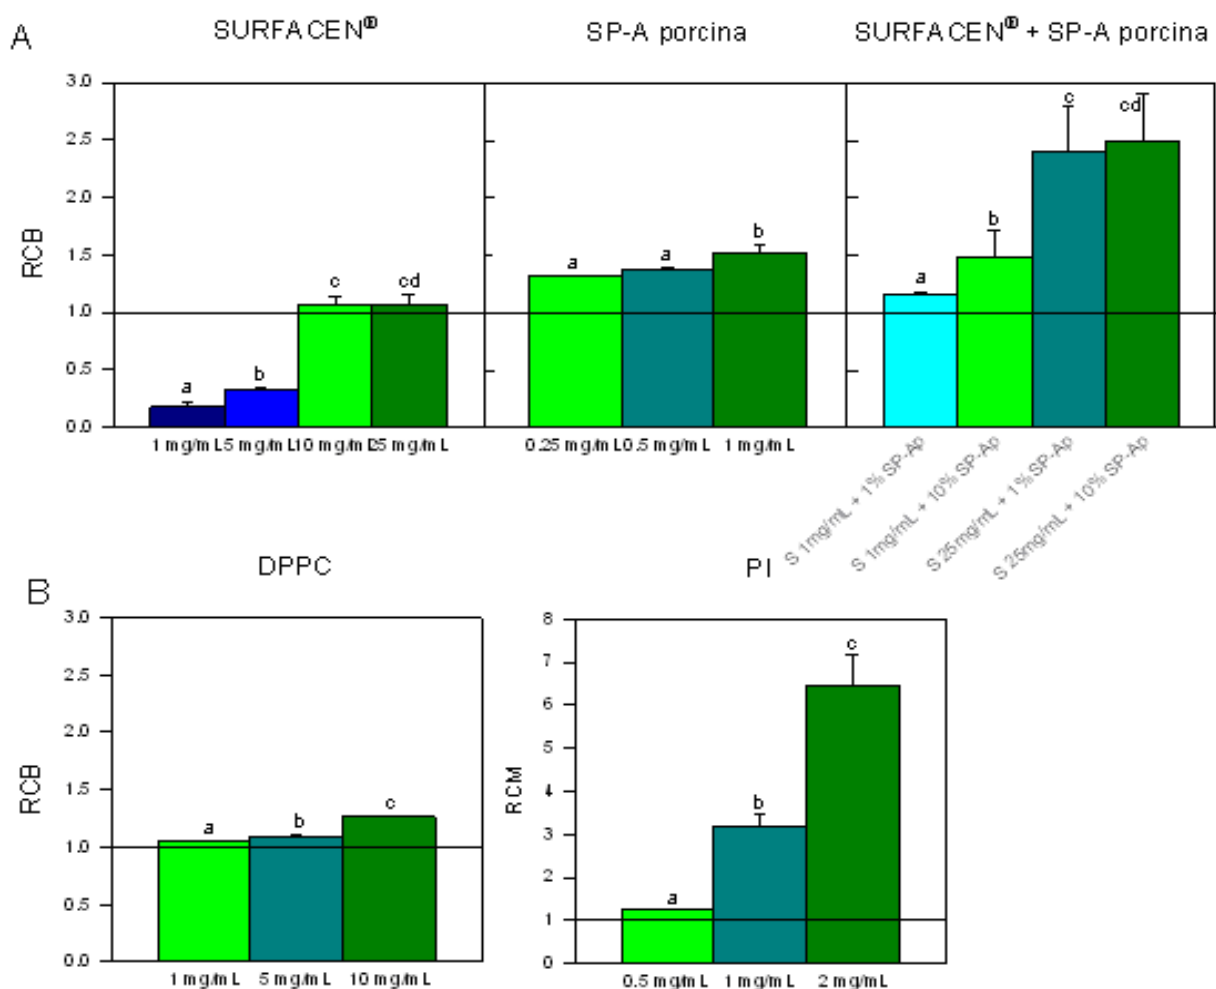 A
SURFACEN® SP-A porcina SURFACEN® + SP-A porcina
3.0
2.5
2.0
1.5
1.0
0.5
0.0
RCB
a b c cd
a a b
a b c cd
1 mg/mL 5 mg/mL 10 mg/mL 25 mg/mL
0.25 mg/mL 0.5 mg/mL 1 mg/mL
S 1mg/mL + 1% SP-Ap
S 1mg/mL + 10% SP-Ap
S 25mg/mL + 1% SP-Ap
S 25mg/mL + 10% SP-Ap
B
DPPC
3.0
2.5
2.0
1.5
1.0
0.5
0.0
RCB
a b c
1 mg/mL 5 mg/mL 10 mg/mL
PI
8
7
6
5
4
3
2
1
0
RCM
a b c
0.5 mg/mL 1 mg/mL 2 mg/mL